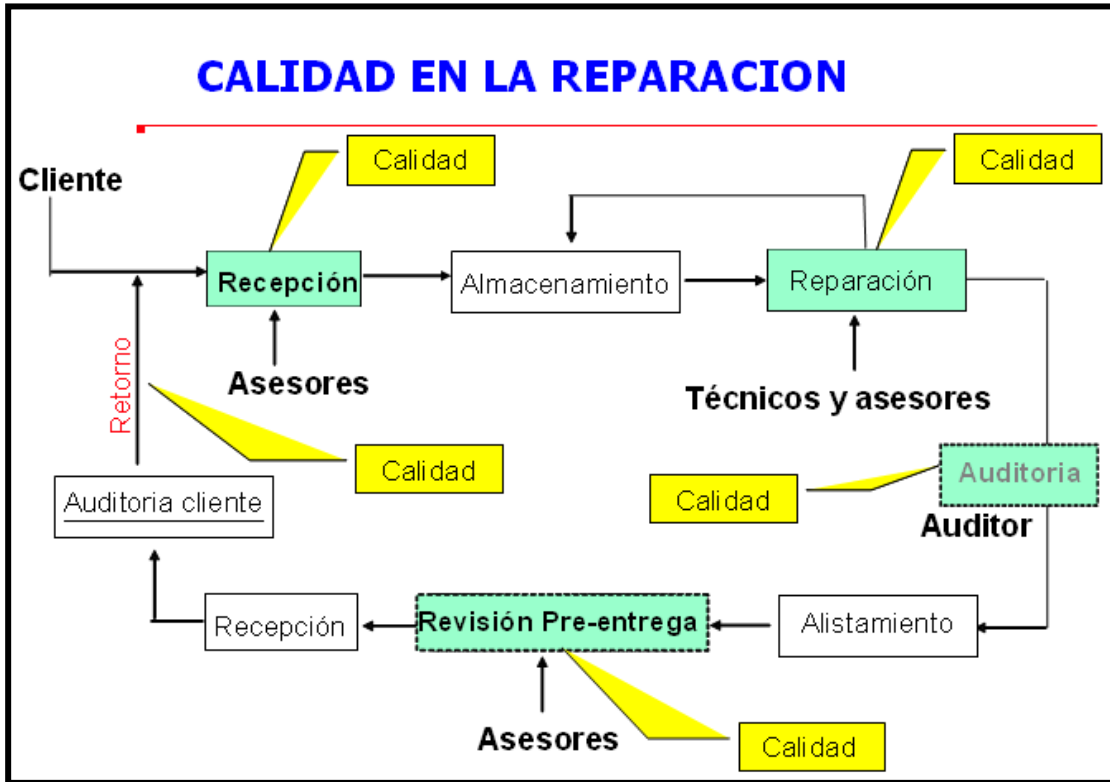 CALIDAD EN LA REPARACION
Calidad
Calidad
Cliente
Recepción
Almacenamiento
Reparación
Asesores
Técnicos y asesores
Retorno
Calidad
Calidad
Auditoria
Auditor
Auditoria cliente
Recepción
Revisión Pre-entrega
Alistamiento
Asesores
Calidad